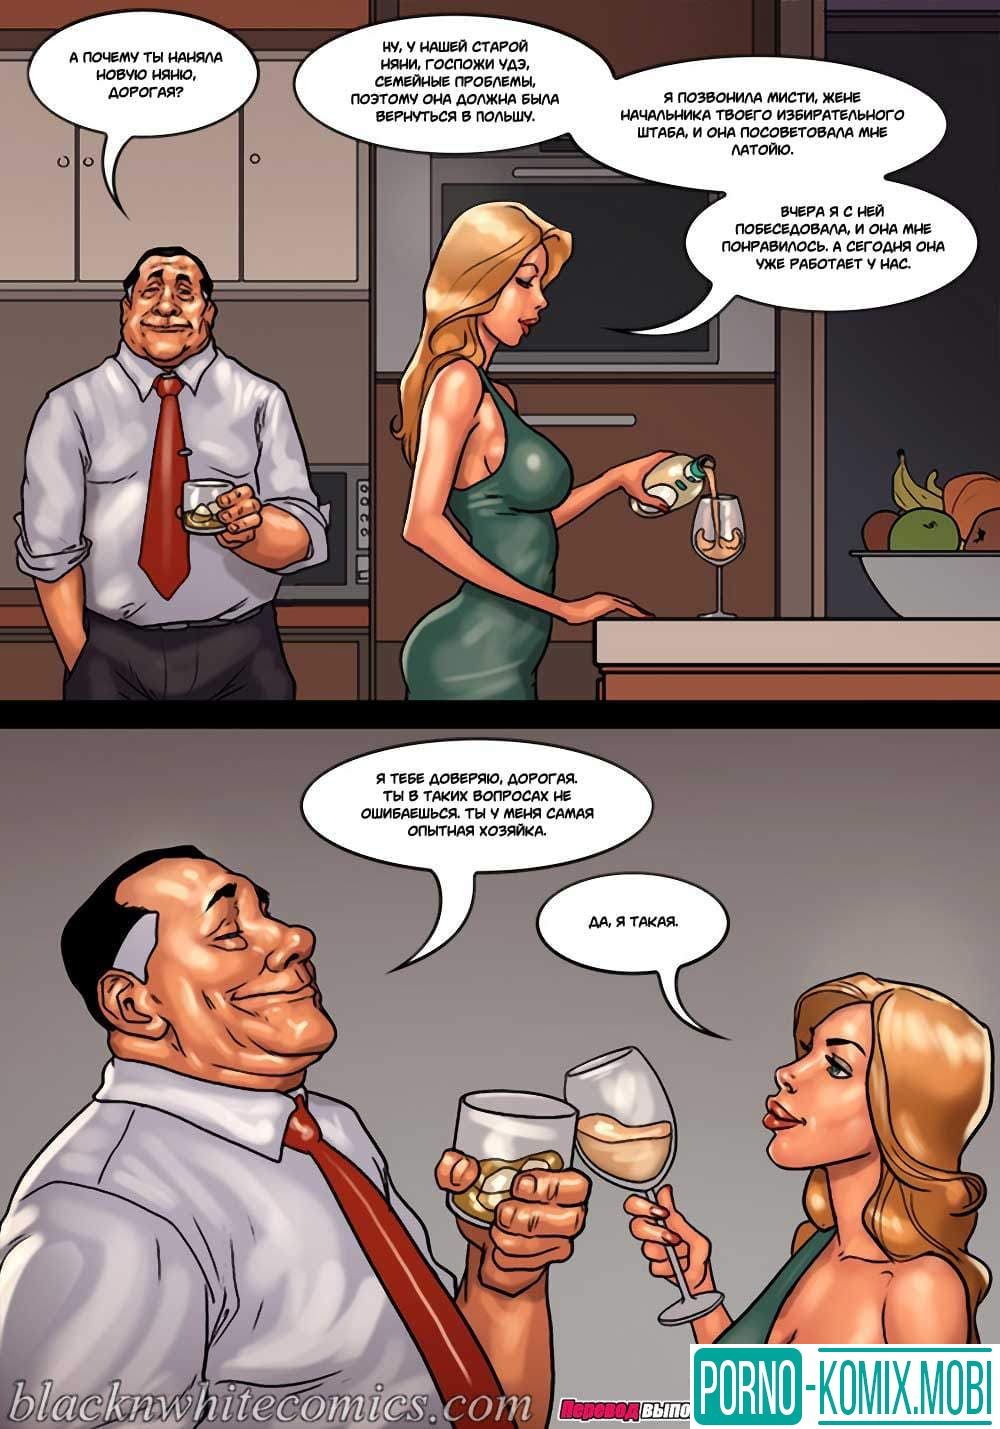 А ПОЧЕМУ ТЫ НАНЯЛА
НОВУЮ НЯНЮ,
ДОРОГАЯ?
НУ, У НАШЕЙ СТАРОЙ
НЯНИ, ГОСПОЖИ УДЭ,
СЕМЕЙНЫЕ ПРОБЛЕМЫ,
ПОЭТОМУ ОНА ДОЛЖНА БЫЛА
ВЕРНУТЬСЯ В ПОЛЬШУ.
Я ПОЗВОНИЛА МИСТИ, ЖЕНЕ
НАЧАЛЬНИКА ТВОЕГО ИЗБИРАТЕЛЬНОГО
ШТАБА, И ОНА ПОСОВЕТОВАЛА МНЕ
ЛАТОЙЮ.
ВЧЕРА Я С НЕЙ
ПОБЕСЕДОВАЛА, И ОНА МНЕ
ПОНРАВИЛОСЬ. А СЕГОДНЯ ОНА
УЖЕ РАБОТАЕТ У НАС.
Я ТЕБЕ ДОВЕРЯЮ, ДОРОГАЯ.
ТЫ В ТАКИХ ВОПРОСАХ НЕ
ОШИБАЕШЬСЯ. ТЫ У МЕНЯ САМАЯ
ОПЫТНАЯ ХОЗЯЙКА.
ДА, Я ТАКАЯ.
blacknwhitecomics.com
Перевод выпо
PORNO-KOMIX.MOBI